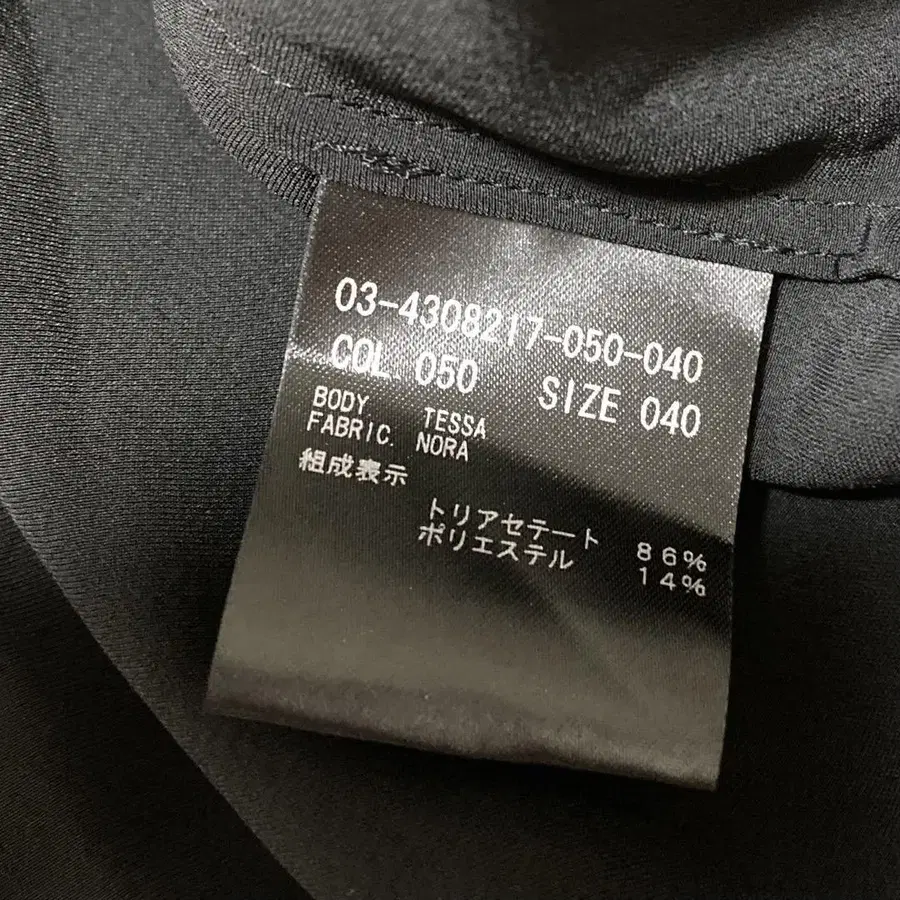 03-4308217-050-040
COL 050 SIZE 040
BODY TESSA
FABRIC. NORA
組成表示
トリアセテート 86%
ポリエステル 14%